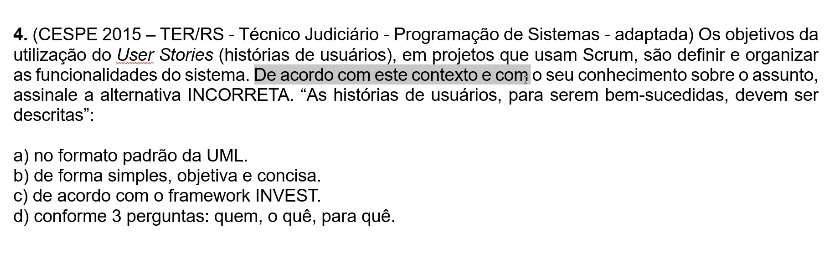 4. (CESPE 2015 – TER/RS - Técnico Judiciário - Programação de Sistemas - adaptada) Os objetivos da
utilização do User Stories (histórias de usuários), em projetos que usam Scrum, são definir e organizar
as funcionalidades do sistema. De acordo com este contexto e com o seu conhecimento sobre o assunto,
assinale a alternativa INCORRETA. “As histórias de usuários, para serem bem-sucedidas, devem ser
descritas”:
a) no formato padrão da UML.
b) de forma simples, objetiva e concisa.
c) de acordo com o framework INVEST.
d) conforme 3 perguntas: quem, o quê, para quê.